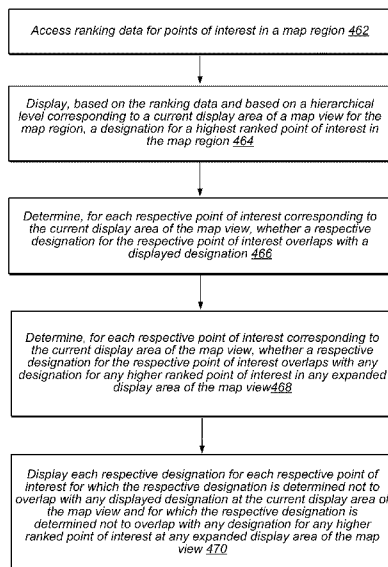 Access ranking data for points of interest in a map region 462
Display, based on the ranking data and based on a hierarchical
level corresponding to a current display area of a map view for
the map region, a designation for a highest ranked point of interest in
the map region 464
Determine, for each respective point of interest corresponding to
the current display area of the map view, whether a respective
designation for the respective point of interest overlaps with a
displayed designation 466
Determine, for each respective point of interest corresponding to
the current display area of the map view, whether a respective
designation for the respective point of interest overlaps with any
designation for any higher ranked point of interest in any expanded
display area of the map view468
Display each respective designation for each respective point of
interest for which the respective designation is determined not to
overlap with any displayed designation at the current display area of
the map view and for which the respective designation is
determined not to overlap with any designation for any higher
ranked point of interest at any expanded display area of the map
view 470